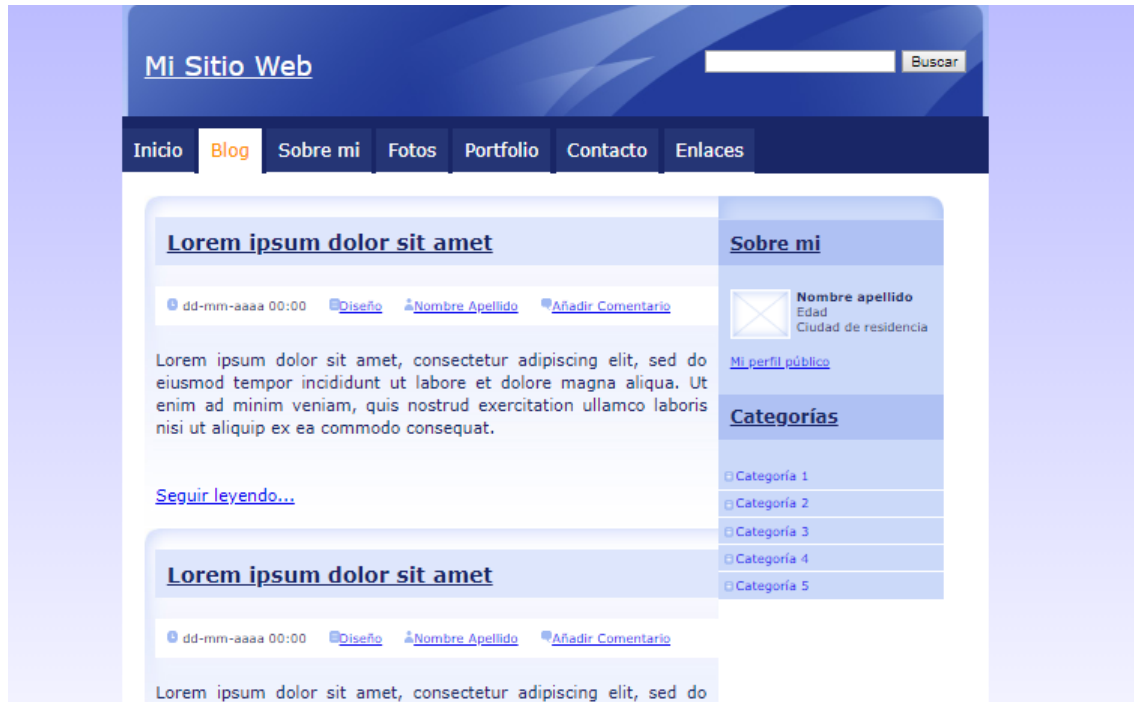 Mi Sitio Web
Buscar
Inicio Blog Sobre mi Fotos Portfolio Contacto Enlaces
Lorem ipsum dolor sit amet
dd-mm-aaaa 00:00 Diseño Nombre Apellido Añadir Comentario
Lorem ipsum dolor sit amet, consectetur adipiscing elit, sed do
eiusmod tempor incididunt ut labore et dolore magna aliqua. Ut
enim ad minim veniam, quis nostrud exercitation ullamco laboris
nisi ut aliquip ex ea commodo consequat.
Seguir leyendo...
Lorem ipsum dolor sit amet
dd-mm-aaaa 00:00 Diseño Nombre Apellido Añadir Comentario
Lorem ipsum dolor sit amet, consectetur adipiscing elit, sed do
Sobre mi
Nombre apellido
Edad
Ciudad de residencia
Mi perfil público
Categorías
Categoría 1
Categoría 2
Categoría 3
Categoría 4
Categoría 5